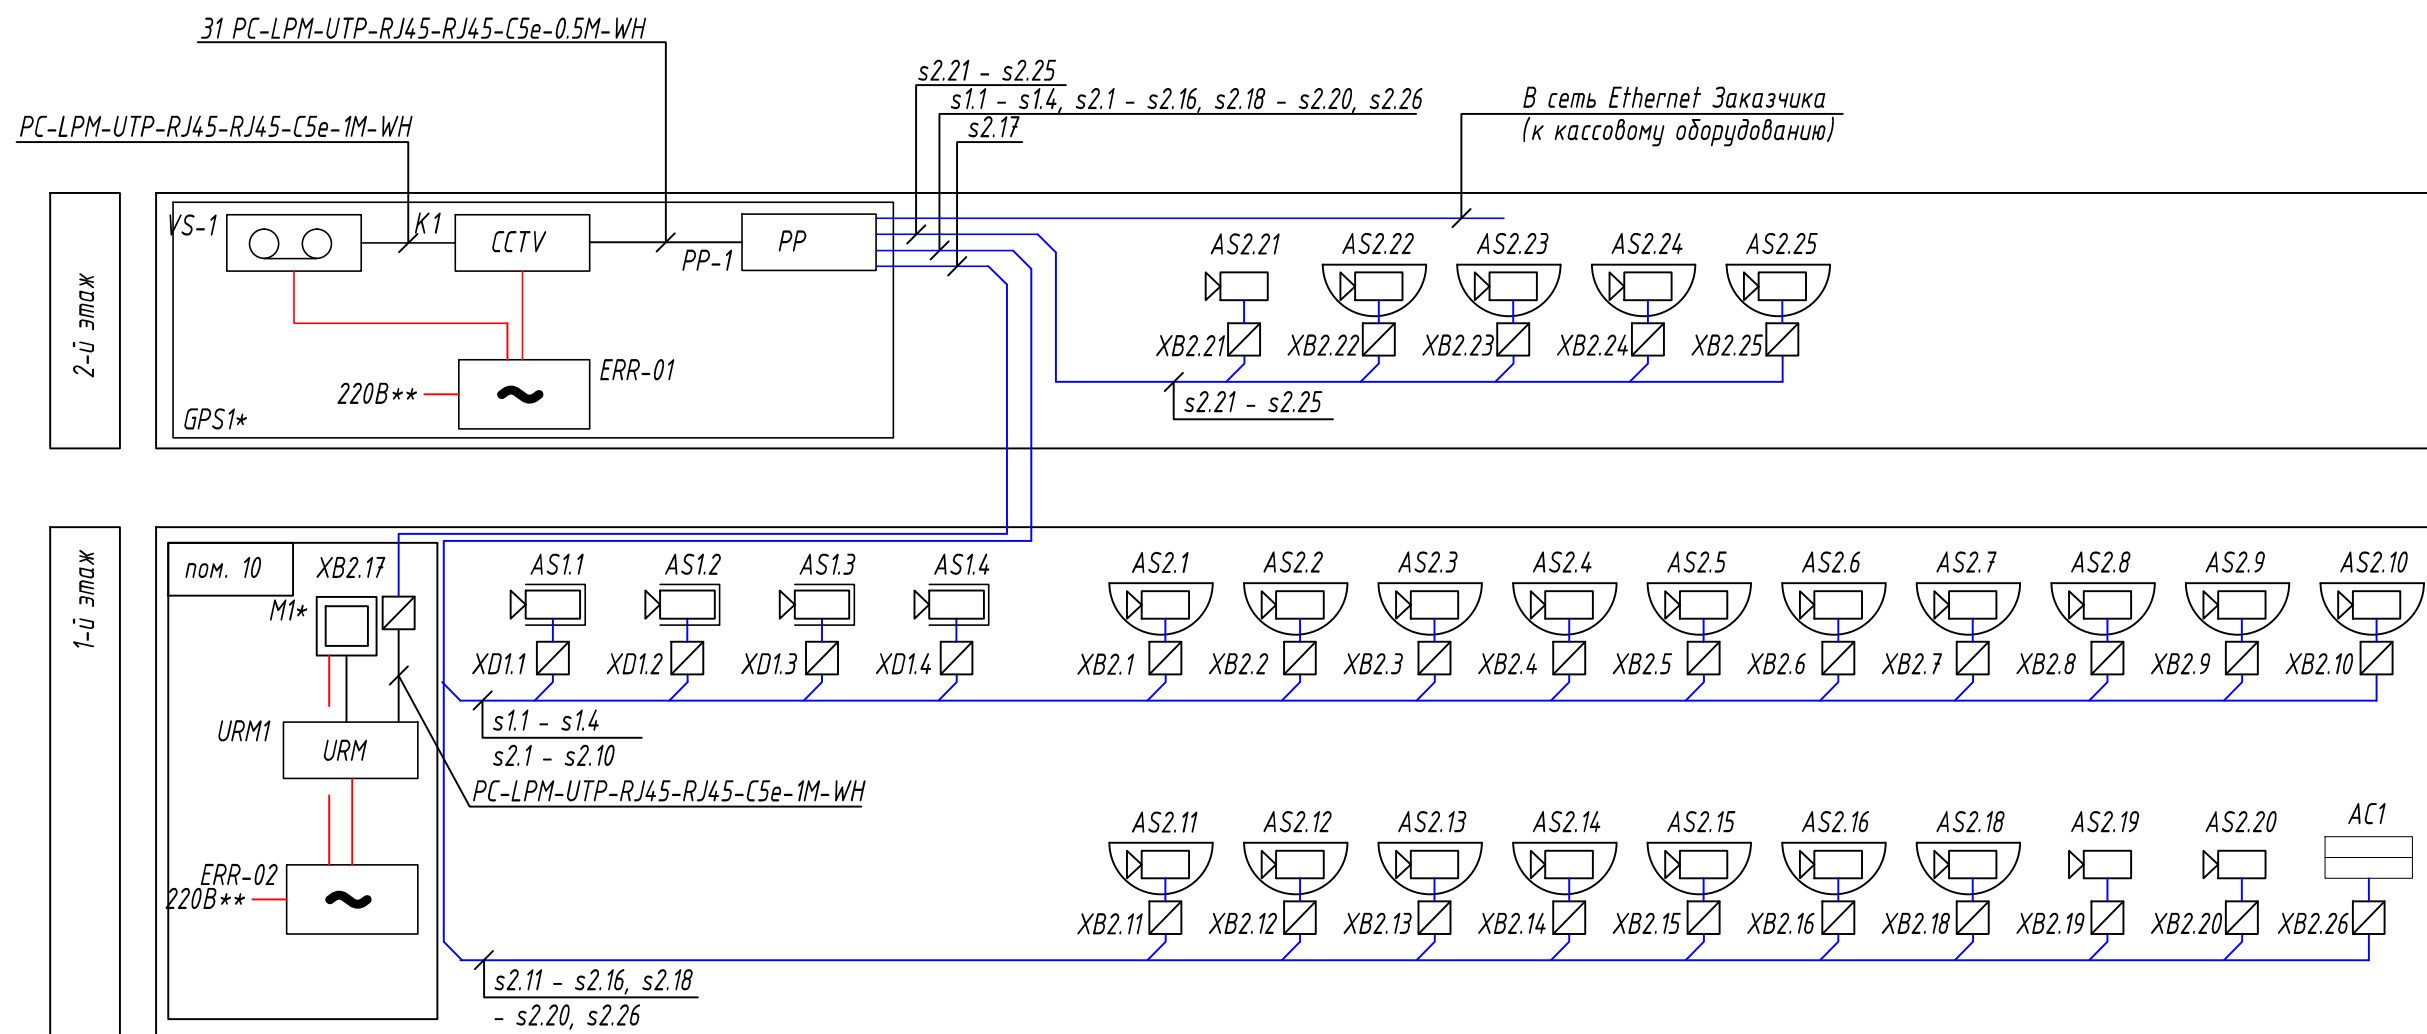 31 PC-LPM-UTP-RJ45-RJ45-C5e-0.5M-WH
s2.21 - s2.25
s1.1 - s1.4, s2.1 - s2.16, s2.18 - s2.20, s2.26
В сеть Ethernet Заказчика
(к кассовому оборудованию)
PC-LPM-UTP-RJ45-RJ45-C5e-1M-WH
s2.17
2-й этаж
VS-1
K1
CCTV
PP-1
PP
AS2.21
AS2.22
AS2.23
AS2.24
AS2.25
XB2.21
XB2.22
XB2.23
XB2.24
XB2.25
ERR-01
220В**
GPS1*
s2.21 - s2.25
1-й этаж
пом. 10
XB2.17
M1*
AS1.1
AS1.2
AS1.3
AS1.4
AS2.1
AS2.2
AS2.3
AS2.4
AS2.5
AS2.6
AS2.7
AS2.8
AS2.9
AS2.10
XD1.1
XD1.2
XD1.3
XD1.4
XB2.1
XB2.2
XB2.3
XB2.4
XB2.5
XB2.6
XB2.7
XB2.8
XB2.9
XB2.10
URM1
URM
s1.1 - s1.4
s2.1 - s2.10
PC-LPM-UTP-RJ45-RJ45-C5e-1M-WH
AS2.11
AS2.12
AS2.13
AS2.14
AS2.15
AS2.16
AS2.18
AS2.19
AS2.20
AC1
ERR-02
220В**
XB2.11
XB2.12
XB2.13
XB2.14
XB2.15
XB2.16
XB2.18
XB2.19
XB2.20
XB2.26
s2.11 - s2.16, s2.18
- s2.20, s2.26